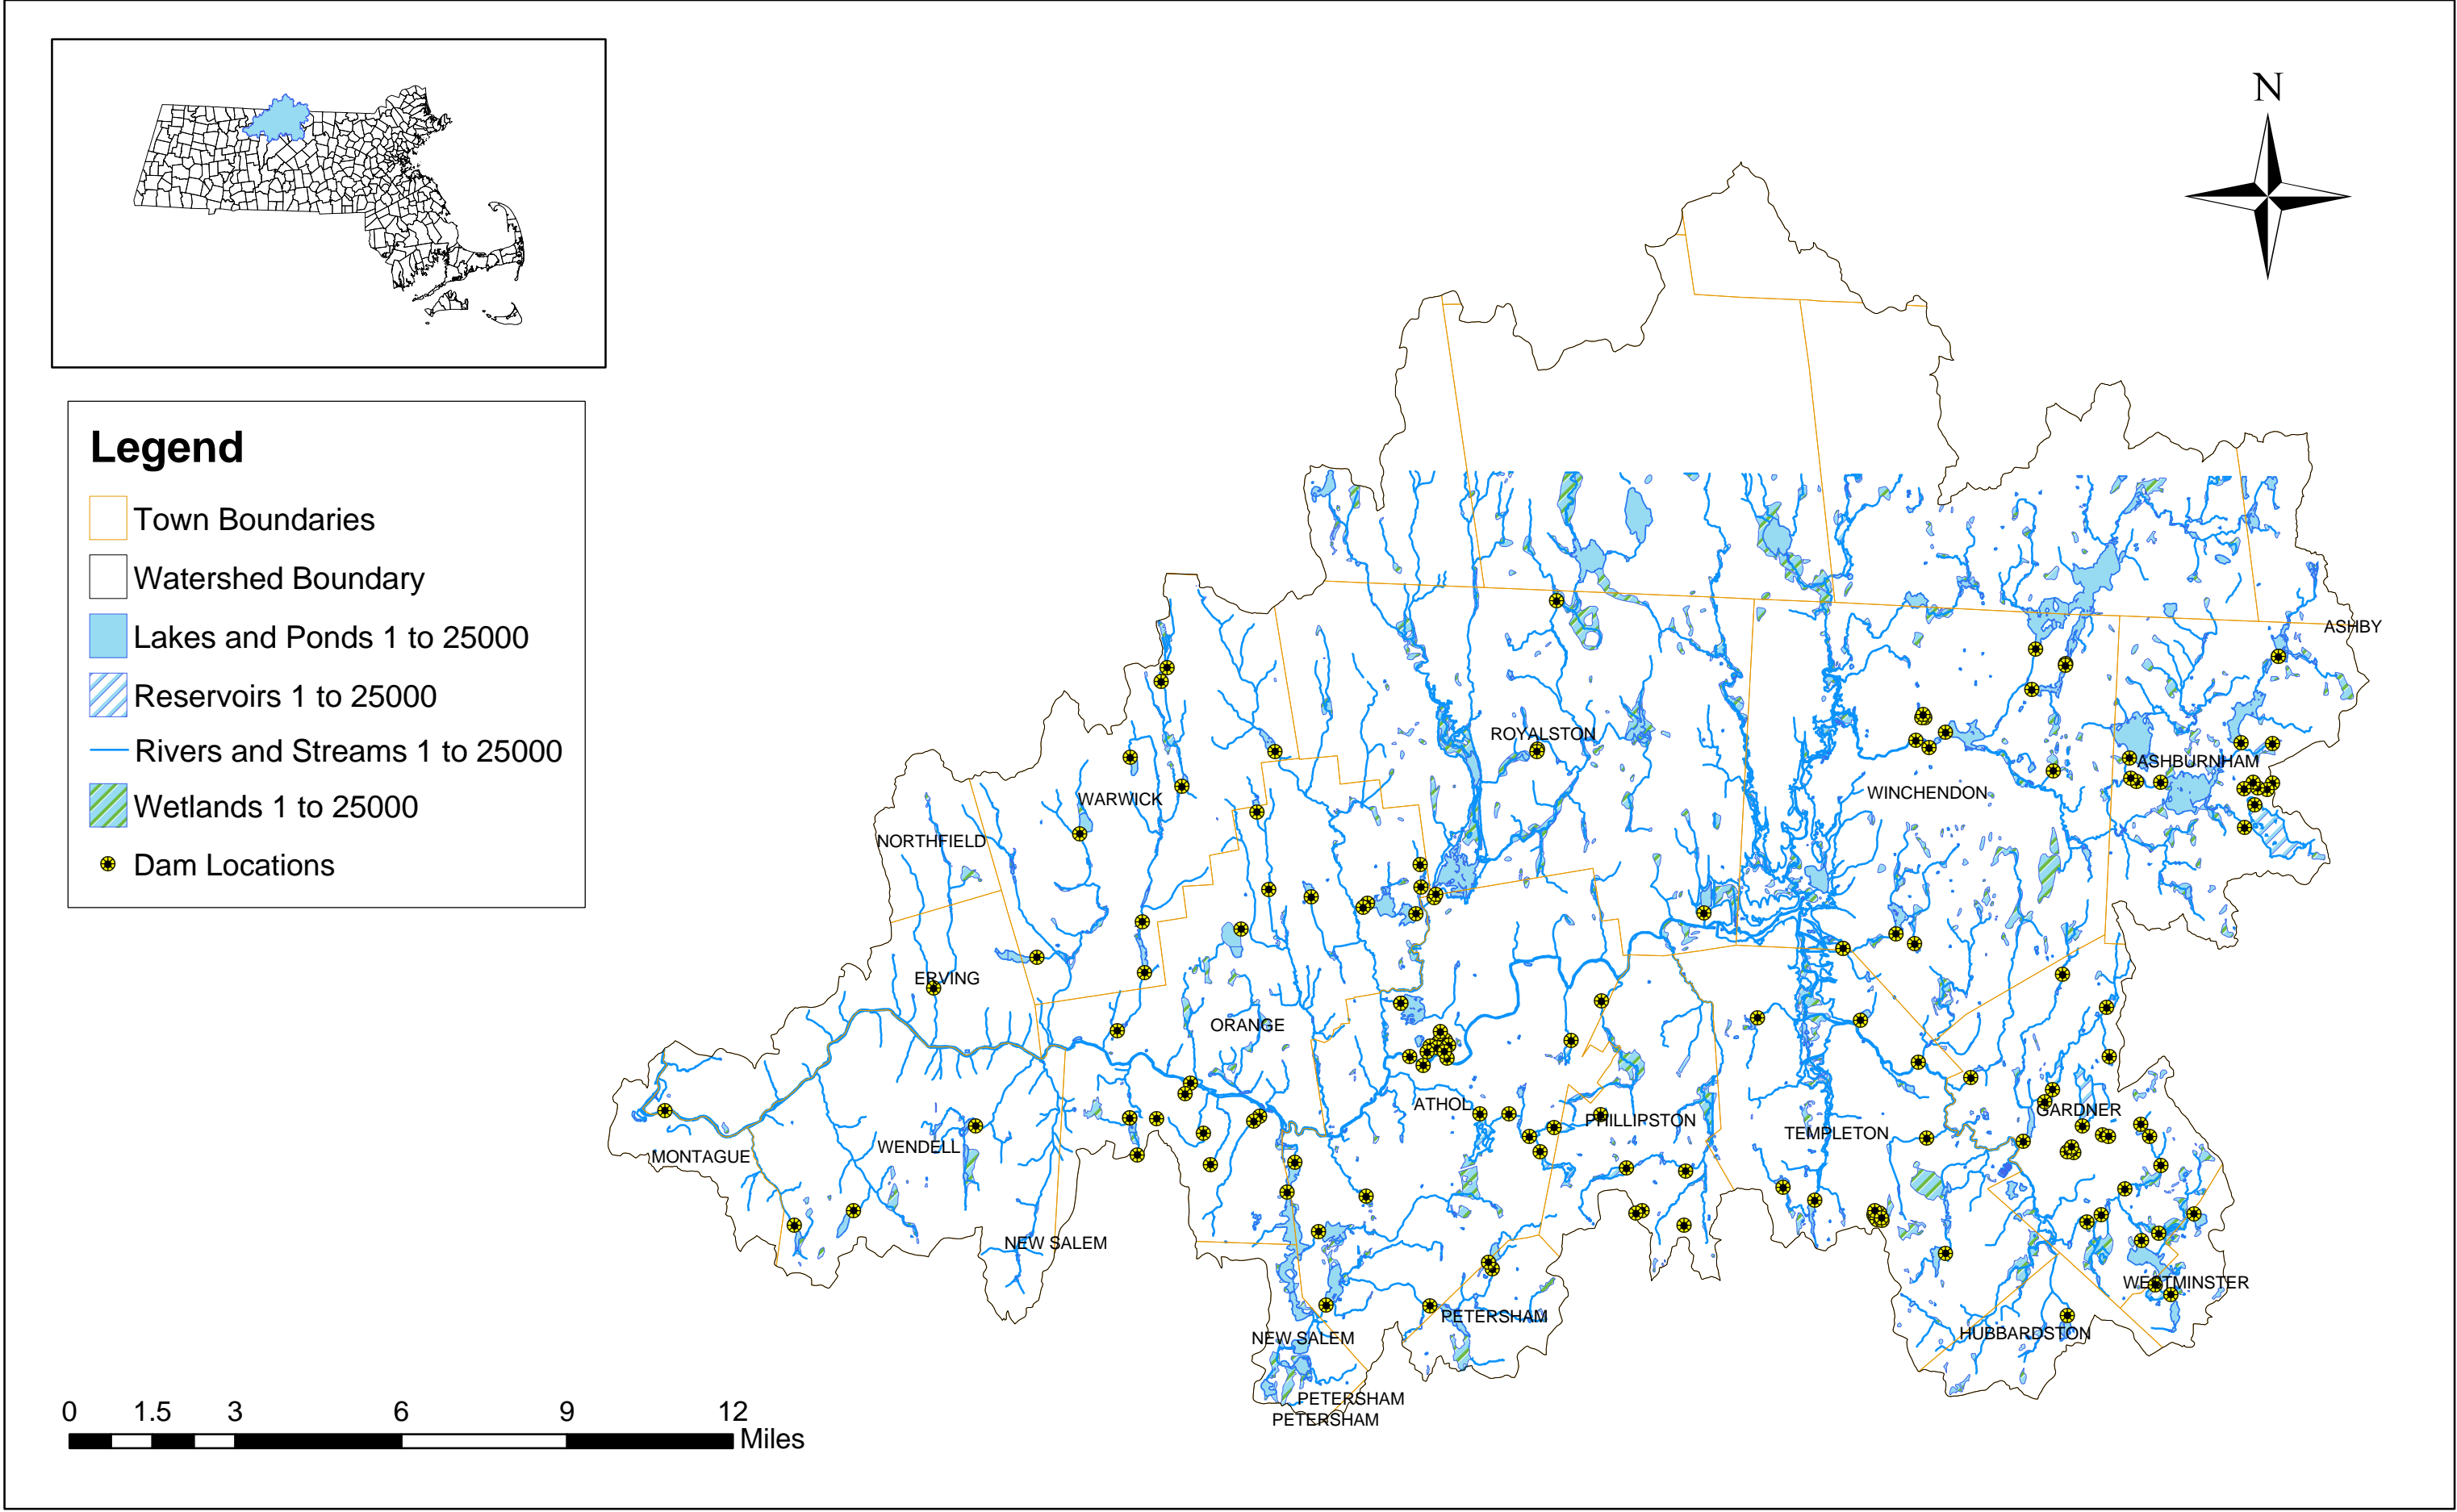 N
Legend
Town Boundaries
Watershed Boundary
Lakes and Ponds 1 to 25000
Reservoirs 1 to 25000
Rivers and Streams 1 to 25000
Wetlands 1 to 25000
Dam Locations
ASHBY
ROYALSTON
ASHBURNHAM
WINCHENDON
WARWICK
NORTHFIELD
ERVING
ORANGE
ATHOL
PHILLIPSTON
GARDNER
TEMPLETON
WENDELL
MONTAGUE
NEW SALEM
WESTMINSTER
PETERSHAM
HUBBARDSTON
NEW SALEM
PETERSHAM
PETERSHAM
0 1.5 3 6 9 12
Miles